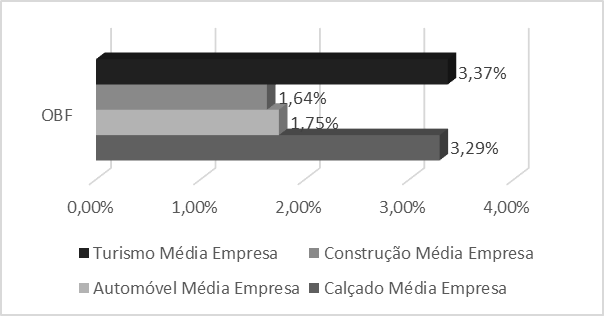 3,37%
OBF
1,64%
1,75%
3,29%
0,00% 1,00% 2,00% 3,00% 4,00%
Turismo Média Empresa Construção Média Empresa
Automóvel Média Empresa Calçado Média Empresa